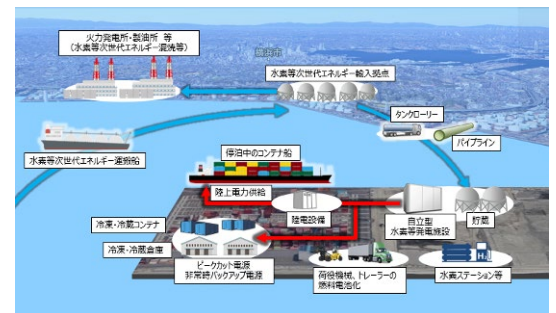 火力発電所・製油所 等
(水素等次世代エネルギー混焼等)
横浜市
水素等次世代エネルギー輸入拠点
タンクローリー
パイプライン
水素等次世代エネルギー運搬船
停泊中のコンテナ船
陸上電力供給
陸電設備
自立型
水素等発電施設
貯蔵
冷凍・冷蔵コンテナ
冷凍・冷蔵倉庫
ピークカット電源
非常時バックアップ電源
荷役機械、トレーラーの
燃料電池化
水素ステーション等
H2